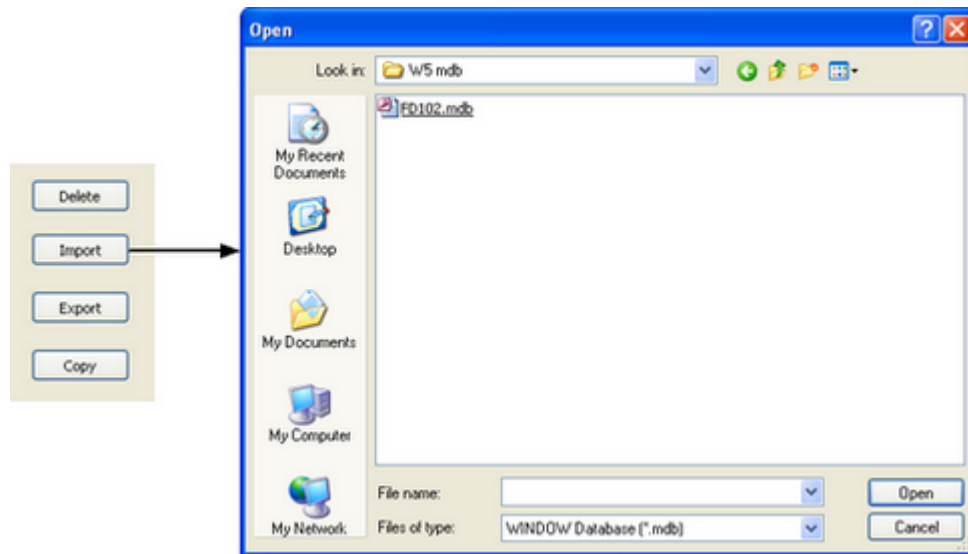 Delete
Import
Export
Copy
Open
Look in:
W5 mdb
My Recent
Documents
Desktop
My Documents
My Computer
My Network
FD102.mdb
File name:
Open
Files of type:
WINDOW Database (*.mdb)
Cancel